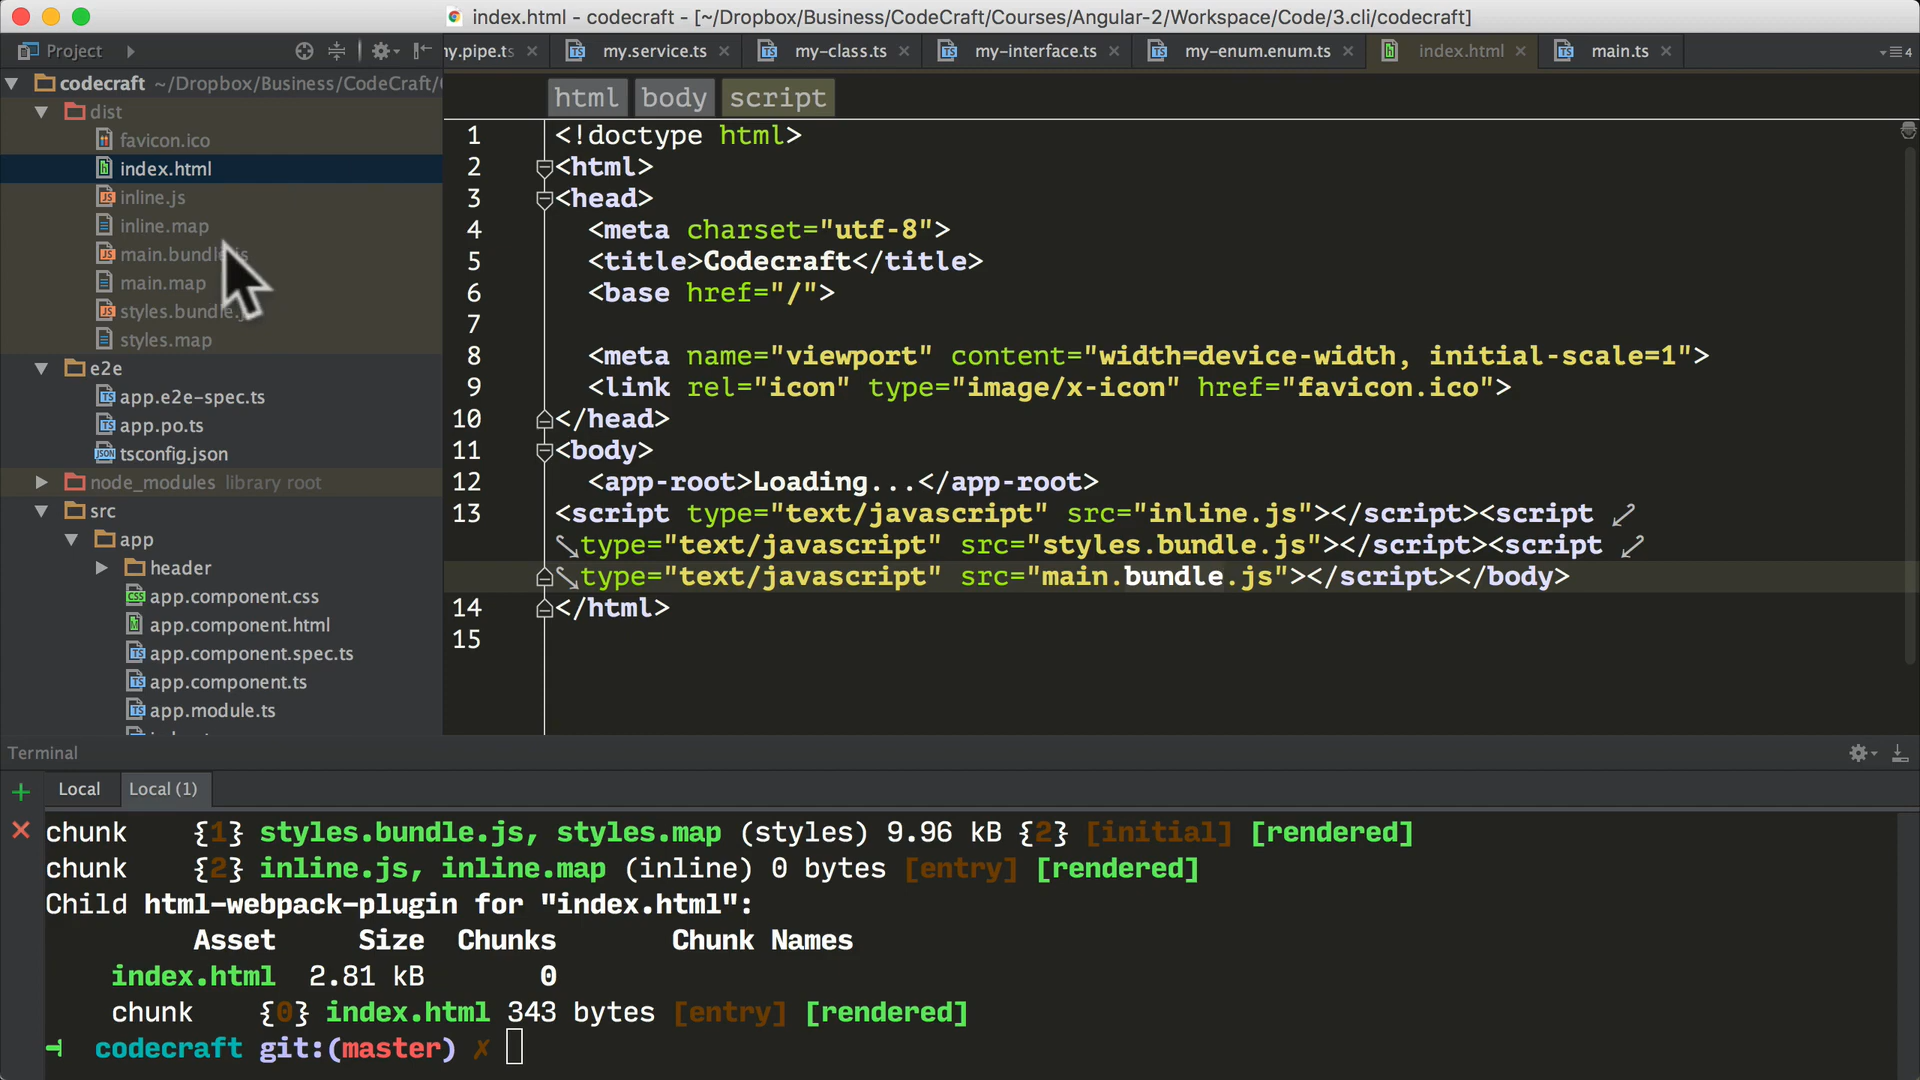 index.html - codecraft - [~/Dropbox/Business/CodeCraft/Courses/Angular-2/Workspace/Code/3.cli/codecraft]
Project
my.pipe.ts
my.service.ts
my-class.ts
my-interface.ts
my-enum.enum.ts
index.html
main.ts
4
codecraft ~/Dropbox/Business/CodeCraft/
dist
favicon.ico
index.html
inline.js
inline.map
main.bundle.js
main.map
styles.bundle.j
styles.map
e2e
app.e2e-spec.ts
app.po.ts
tsconfig.json
node_modules library root
src
app
header
app.component.css
app.component.html
app.component.spec.ts
app.component.ts
app.module.ts
html body script
1 <!doctype html>
2 <html>
3 <head>
4 <meta charset="utf-8">
5 <title>Codecraft</title>
6 <base href="/">
7
8 <meta name="viewport" content="width=device-width, initial-scale=1">
9 <link rel="icon" type="image/x-icon" href="favicon.ico">
10 </head>
11 <body>
12 <app-root>Loading...</app-root>
13 <script type="text/javascript" src="inline.js"></script><script
type="text/javascript" src="styles.bundle.js"></script><script
type="text/javascript" src="main.bundle.js"></script></body>
14 </html>
15
Terminal
Local Local (1)
chunk {1} styles.bundle.js, styles.map (styles) 9.96 kB {2} [initial] [rendered]
chunk {2} inline.js, inline.map (inline) 0 bytes [entry] [rendered]
Child html-webpack-plugin for "index.html":
Asset Size Chunks Chunk Names
index.html 2.81 kB 0
chunk {0} index.html 343 bytes [entry] [rendered]
codecraft git:(master) ✗